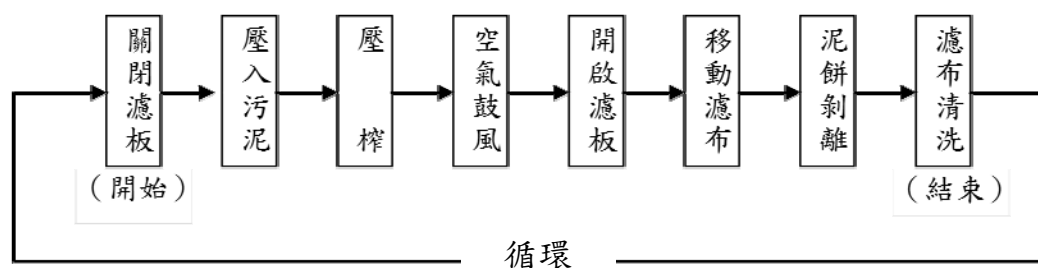 關閉濾板
壓入污泥
壓榨
空氣鼓風
開啟濾板
移動濾布
泥餅剝離
濾布清洗
（開始）
（結束）
循環